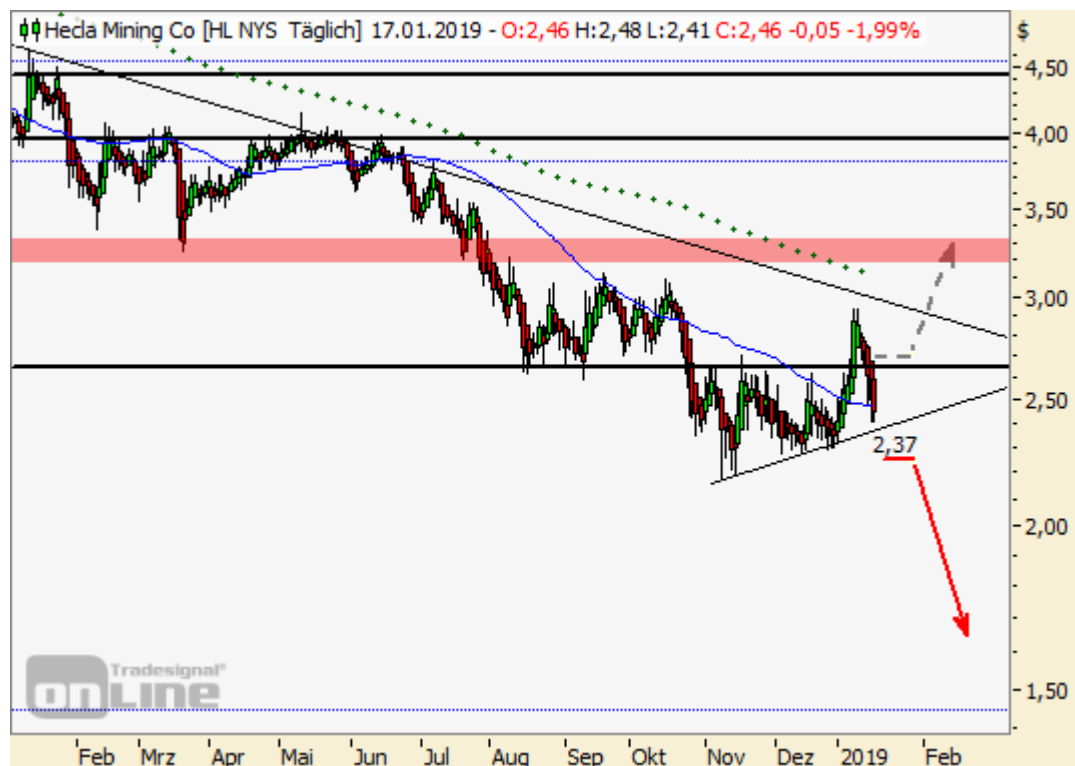 Hecla Mining Co [HL NYS Täglich] 17.01.2019 - O:2,46 H:2,48 L:2,41 C:2,46 -0,05 -1,99%
$
4,50
4,00
3,50
3,00
2,50
2,37
2,00
1,50
Tradesignal®
onLine
Feb Mrz Apr Mai Jun Jul Aug Sep Okt Nov Dez 2019 Feb